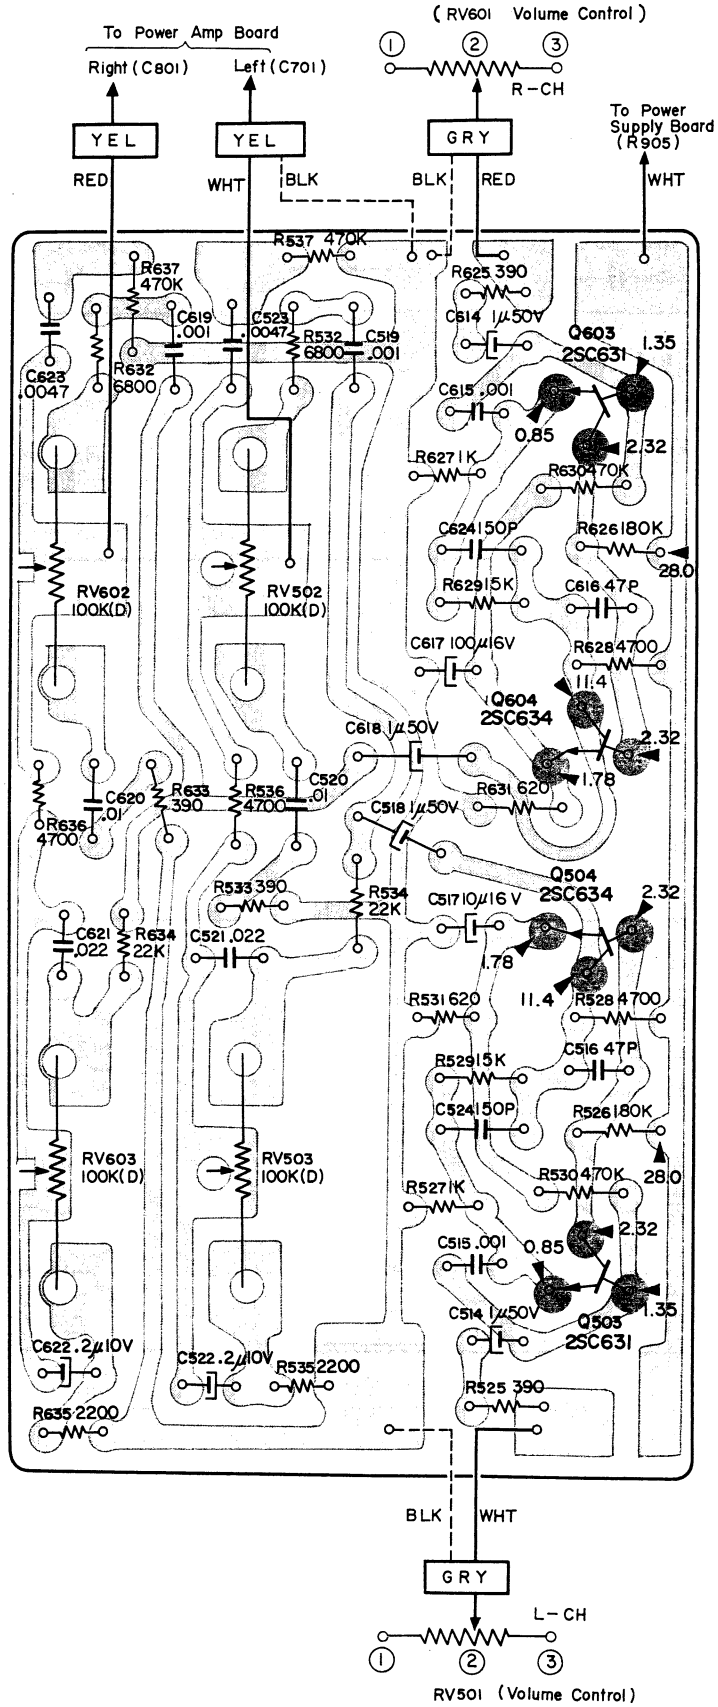 (RV601 Volume Control)
To Power Amp Board
1 2 3
Right (C801) Left (C701)
R-CH
To Power
Supply Board
(R905)
YEL YEL GRY
RED WHT BLK BLK RED WHT
R537 470K
R637
470K
R625 390
C614 1µ50V
C619
.001
C523
.0047
R532
6800
C519
.001
Q603
2SC631
1.35
C623
.0047
R632
6800
C615 .001
0.85
2.32
R627 1K
R630 470K
C624 150P
R626 180K
28.0
RV602
100K(D)
RV502
100K(D)
R629 15K
C616 47P
C617 100µ16V
R628 4700
11.4
Q604
2SC634
C618 1µ50V
2.32
1.78
R636
4700
C620
.01
R633
390
R536
4700
C520
.01
R631 620
C518 1µ50V
R533 390
R534
22K
Q504
2SC634
2.32
C517 10µ16V
C621
.022
R634
22K
C521 .022
1.78
11.4
R531 620
R528 4700
C516 47P
R529 15K
C524 150P
R526 180K
RV603
100K(D)
RV503
100K(D)
R530 470K
28.0
R527 1K
2.32
C515 .001
0.85
C514 1µ50V
1.35
Q503
2SC631
C622 .2µ10V
C522 .2µ10V
R535 2200
R525 390
R635 2200
BLK WHT
GRY
L-CH
1 2 3
RV501 (Volume Control)